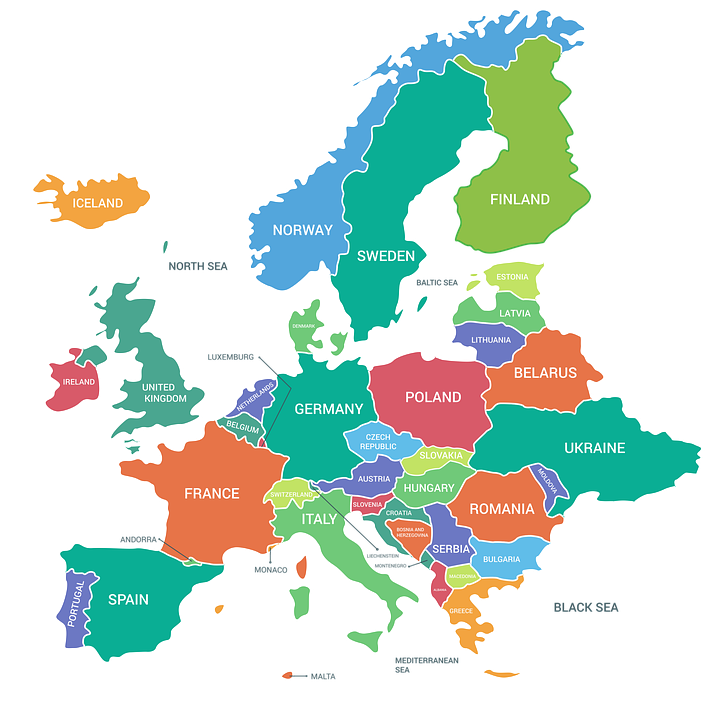 ICELAND
FINLAND
NORWAY
SWEDEN
NORTH SEA
ESTONIA
BALTIC SEA
LATVIA
DENMARK
LITHUANIA
LUXEMBURG
BELARUS
IRELAND
UNITED
KINGDOM
NETHERLANDS
POLAND
GERMANY
BELGIUM
CZECH
REPUBLIC
UKRAINE
SLOVAKIA
AUSTRIA
MOLDOVA
HUNGARY
FRANCE
SWITZERLAND
SLOVENIA
ROMANIA
CROATIA
ITALY
BOSNIA AND
HERZEGOVINA
ANDORRA
SERBIA
LIECHENSTEIN
BULGARIA
MONTENEGRO
MONACO
MACEDONIA
ALBANIA
PORTUGAL
SPAIN
BLACK SEA
GREECE
MEDITERRANEAN
SEA
MALTA